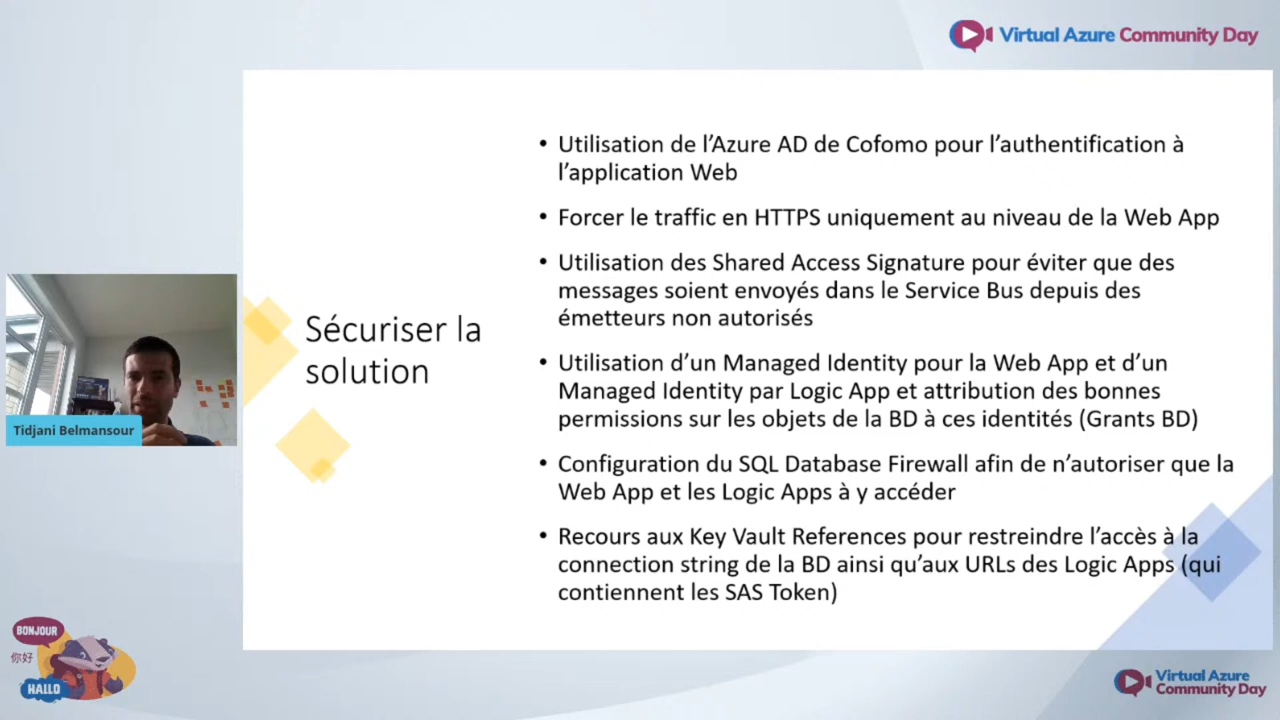 Virtual Azure Community Day
• Utilisation de l’Azure AD de Cofomo pour l’authentification à
l’application Web
• Forcer le traffic en HTTPS uniquement au niveau de la Web App
• Utilisation des Shared Access Signature pour éviter que des
messages soient envoyés dans le Service Bus depuis des
émetteurs non autorisés
Sécuriser la
solution
• Utilisation d’un Managed Identity pour la Web App et d’un
Managed Identity par Logic App et attribution des bonnes
permissions sur les objets de la BD à ces identités (Grants BD)
• Configuration du SQL Database Firewall afin de n’autoriser que la
Web App et les Logic Apps à y accéder
• Recours aux Key Vault References pour restreindre l’accès à la
connection string de la BD ainsi qu’aux URLs des Logic Apps (qui
contiennent les SAS Token)
Tidjani Belmansour
BONJOUR
你好
HALLO
Virtual Azure
Community Day